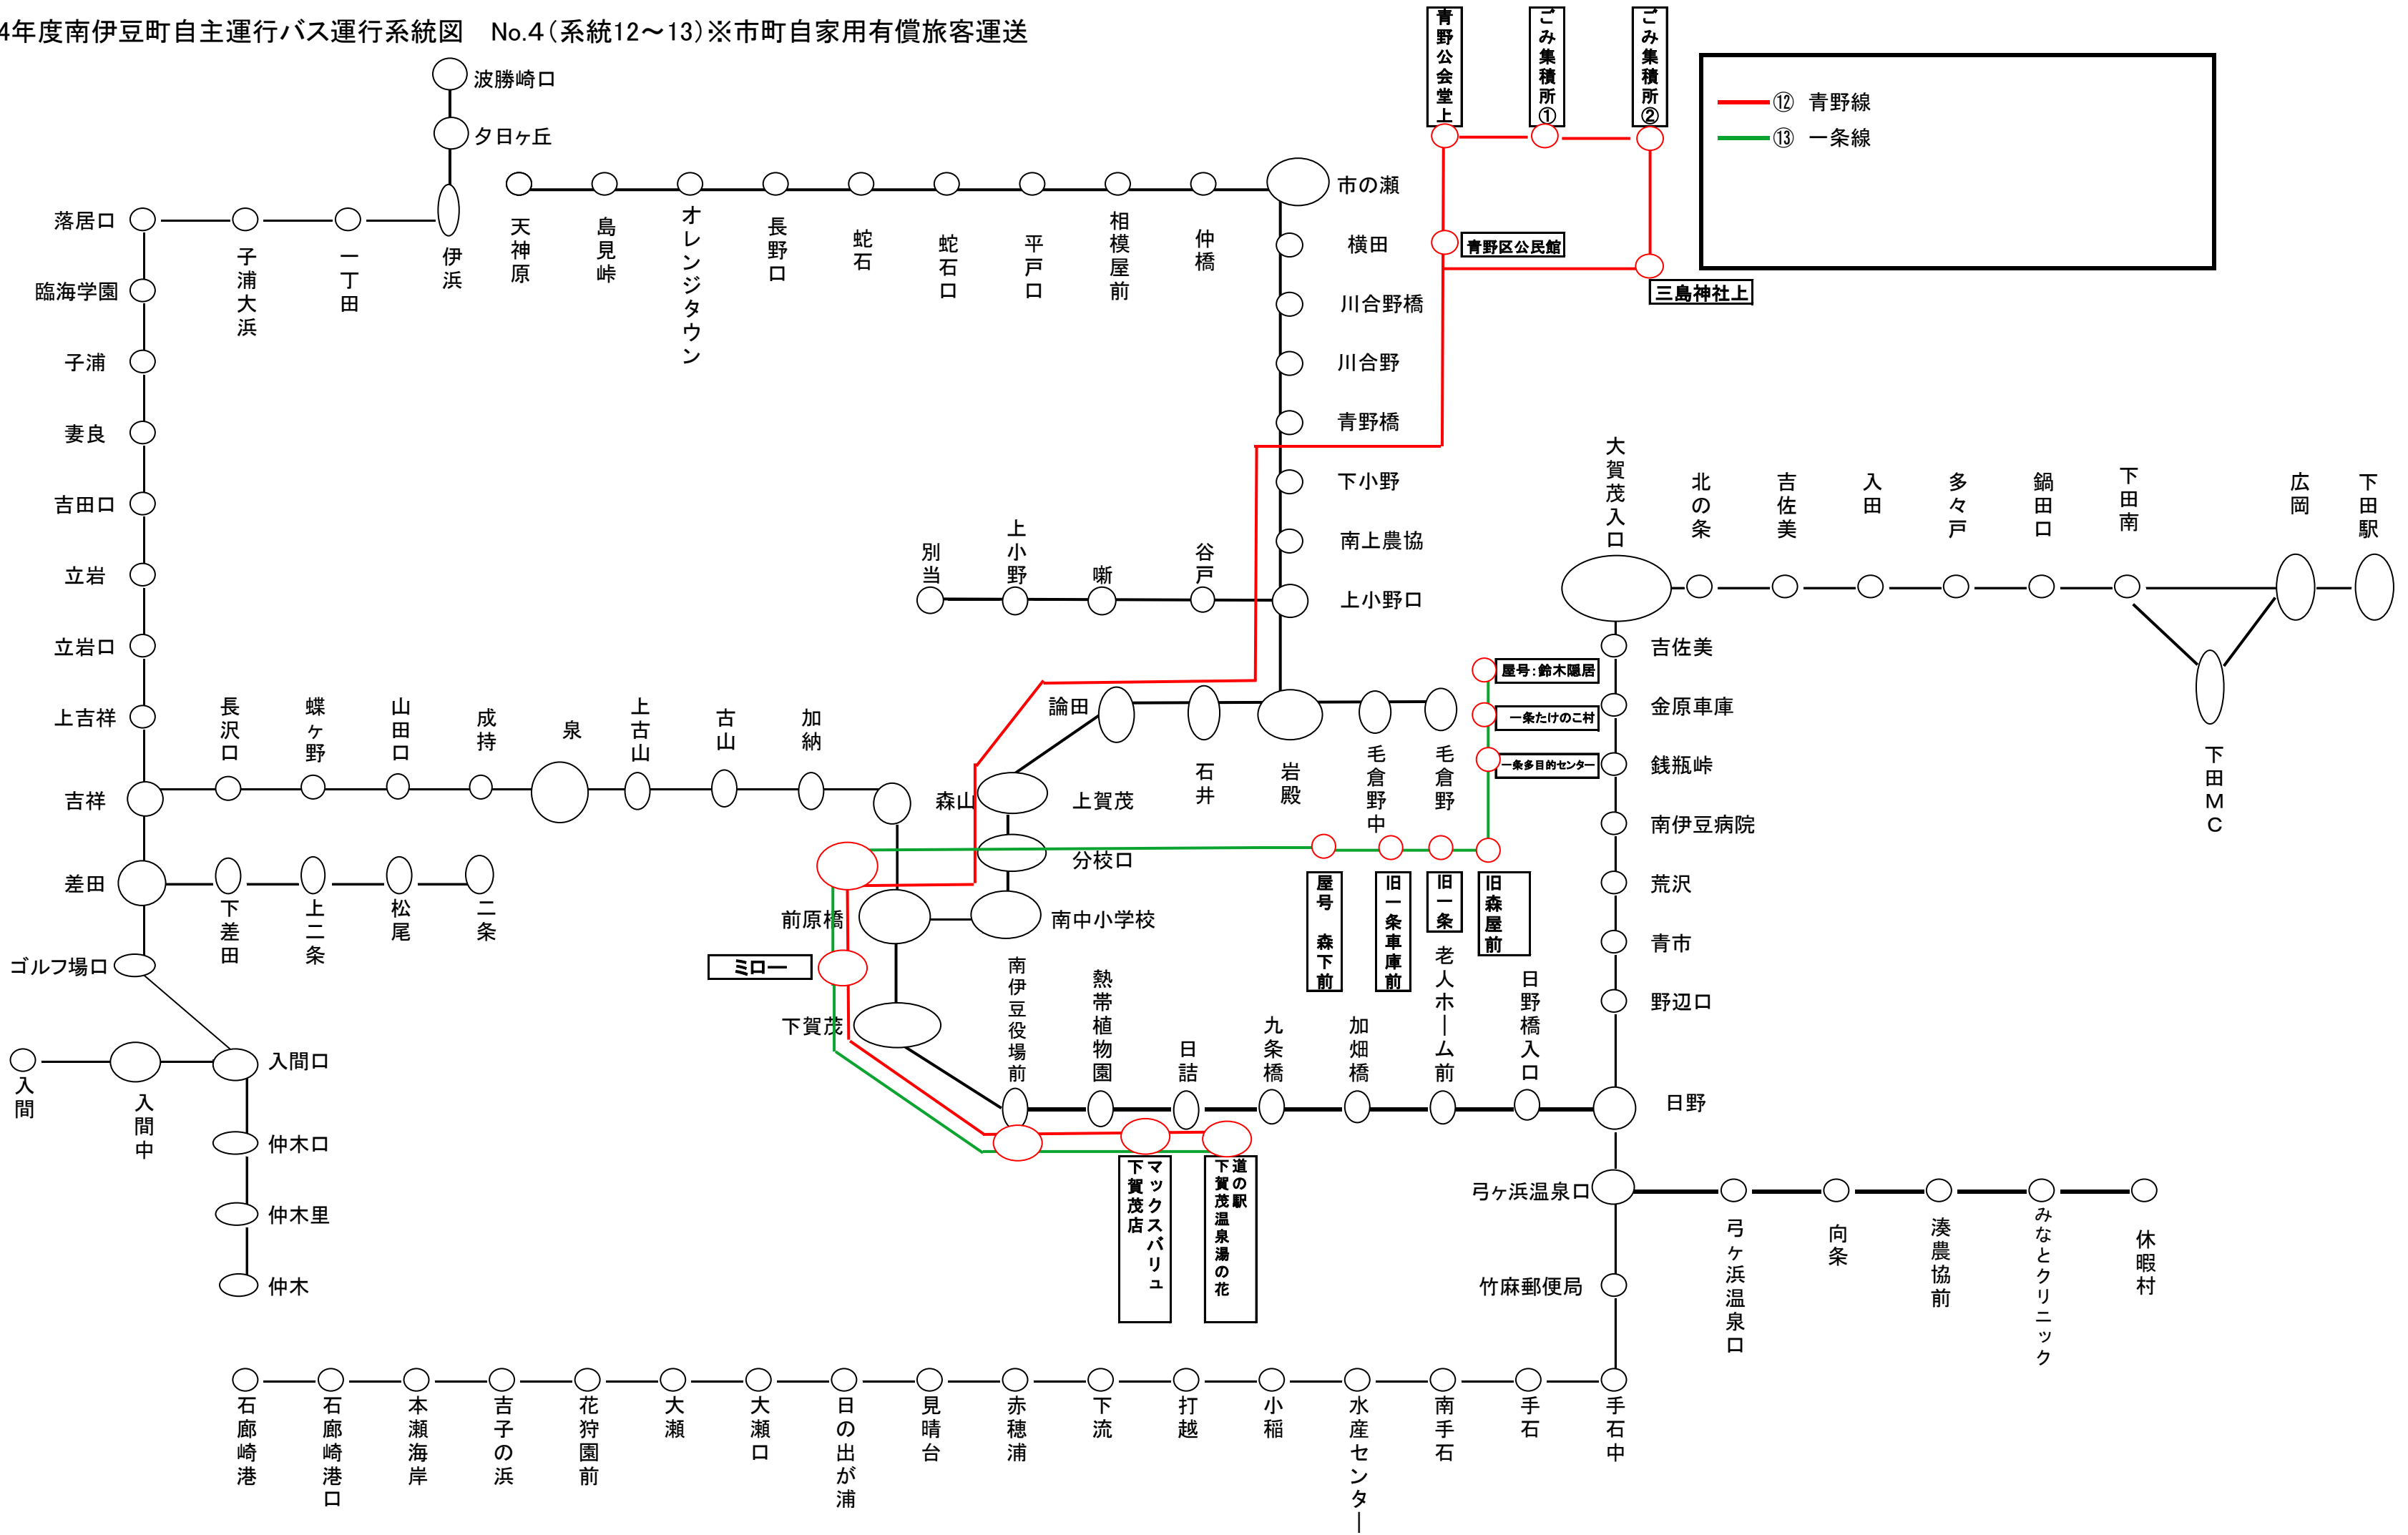 4年度南伊豆町自主運行バス運行系統図　No.4（系統12～13）※市町自家用有償旅客運送
⑫　青野線
⑬　一条線
青野公会堂上
ごみ集積所①
ごみ集積所②
青野区公民館
三島神社上
波勝崎口
夕日ヶ丘
伊浜
一丁田
子浦大浜
落居口
臨海学園
子浦
妻良
吉田口
立岩
立岩口
上吉祥
吉祥
差田
ゴルフ場口
天神原
島見峠
オレンジタウン
長野口
蛇石
蛇石口
平戸口
相模屋前
仲橋
市の瀬
横田
川合野橋
川合野
青野橋
下小野
南上農協
上小野口
別当
上小野
噺
谷戸
大賀茂入口
北の条
吉佐美
入田
多々戸
鍋田口
下田南
広岡
下田駅
下田MC
吉佐美
金原車庫
銭瓶峠
南伊豆病院
荒沢
青市
野辺口
日野
屋号：鈴木隠居
一条たけのこ村
一条多目的センター
論田
石井
岩殿
毛倉野中
毛倉野
長沢口
蝶ヶ野
山田口
成持
泉
上古山
古山
加納
森山
上賀茂
分校口
南中小学校
前原橋
ミロー
下賀茂
下差田
上二条
松尾
二条
屋号　森下前
旧一条車庫前
旧一条
旧森屋前
南伊豆役場前
熱帯植物園
日詰
九条橋
加畑橋
老人ホーム前
日野橋入口
入間
入間中
入間口
仲木口
仲木里
仲木
マックスバリュ
下賀茂店
道の駅
下賀茂温泉湯の花
弓ヶ浜温泉口
弓ヶ浜温泉口
向条
湊農協前
みなとクリニック
休暇村
竹麻郵便局
石廊崎港
石廊崎港口
本瀬海岸
吉子の浜
花狩園前
大瀬
大瀬口
日の出が浦
見晴台
赤穂浦
下流
打越
小稲
水産センター
南手石
手石
手石中